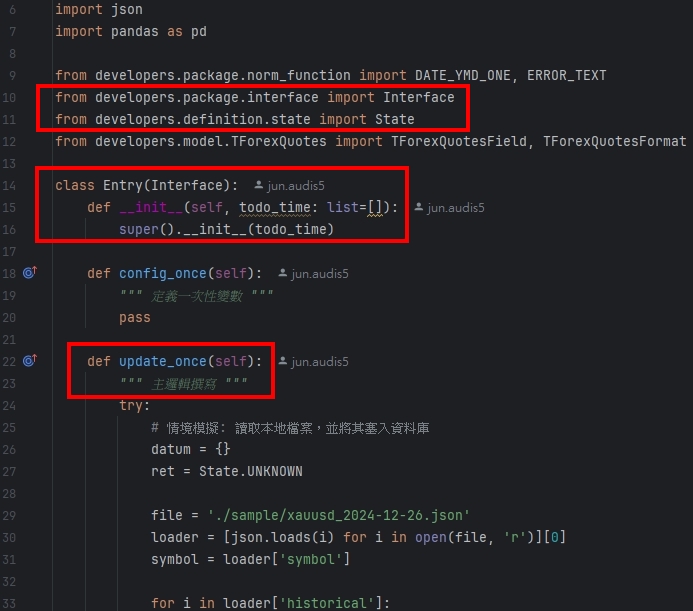 6 import json
7 import pandas as pd
8
9 from developers.package.norm_function import DATE_YMD_ONE, ERROR_TEXT
10 from developers.package.interface import Interface
11 from developers.definition.state import State
12 from developers.model.TForexQuotes import TForexQuotesField, TForexQuotesFormat
13
14 class Entry(Interface): jun.audis5
15 def __init__(self, todo_time: list=[]): jun.audis5
16 super().__init__(todo_time)
17
18 def config_once(self): jun.audis5
19 """ 定義一次性變數 """
20 pass
21
22 def update_once(self): jun.audis5
23 """ 主邏輯撰寫 """
24 try:
25 # 情境模擬: 讀取本地檔案，並將其塞入資料庫
26 datum = {}
27 ret = State.UNKNOWN
28
29 file = './sample/xauusd_2024-12-26.json'
30 loader = [json.loads(i) for i in open(file, 'r')][0]
31 symbol = loader['symbol']
32
33 for i in loader['historical']: